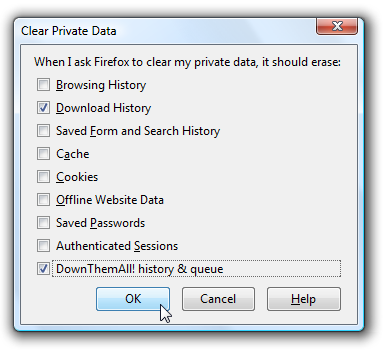 Clear Private Data
When I ask Firefox to clear my private data, it should erase:
Browsing History
Download History
Saved Form and Search History
Cache
Cookies
Offline Website Data
Saved Passwords
Authenticated Sessions
DownThemAll! history & queue
OK Cancel Help